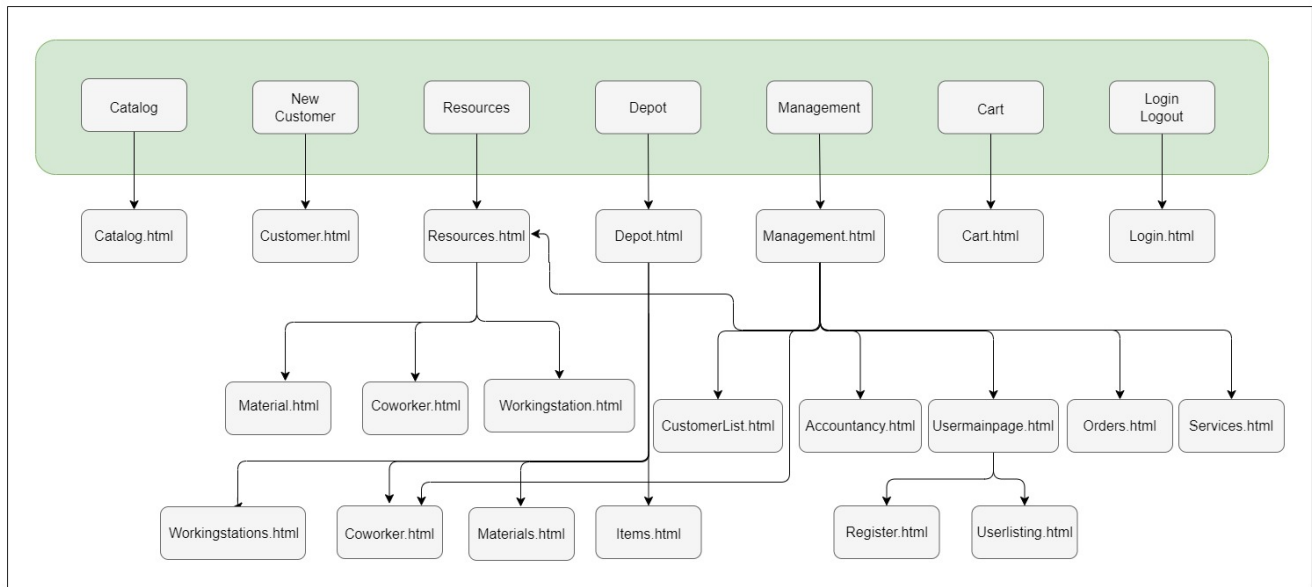 Catalog
New
Customer
Resources
Depot
Management
Cart
Login
Logout
Catalog.html
Customer.html
Resources.html
Depot.html
Management.html
Cart.html
Login.html
Material.html
Coworker.html
Workingstation.html
CustomerList.html
Accountancy.html
Usermainpage.html
Orders.html
Services.html
Workingstations.html
Coworker.html
Materials.html
Items.html
Register.html
Userlisting.html